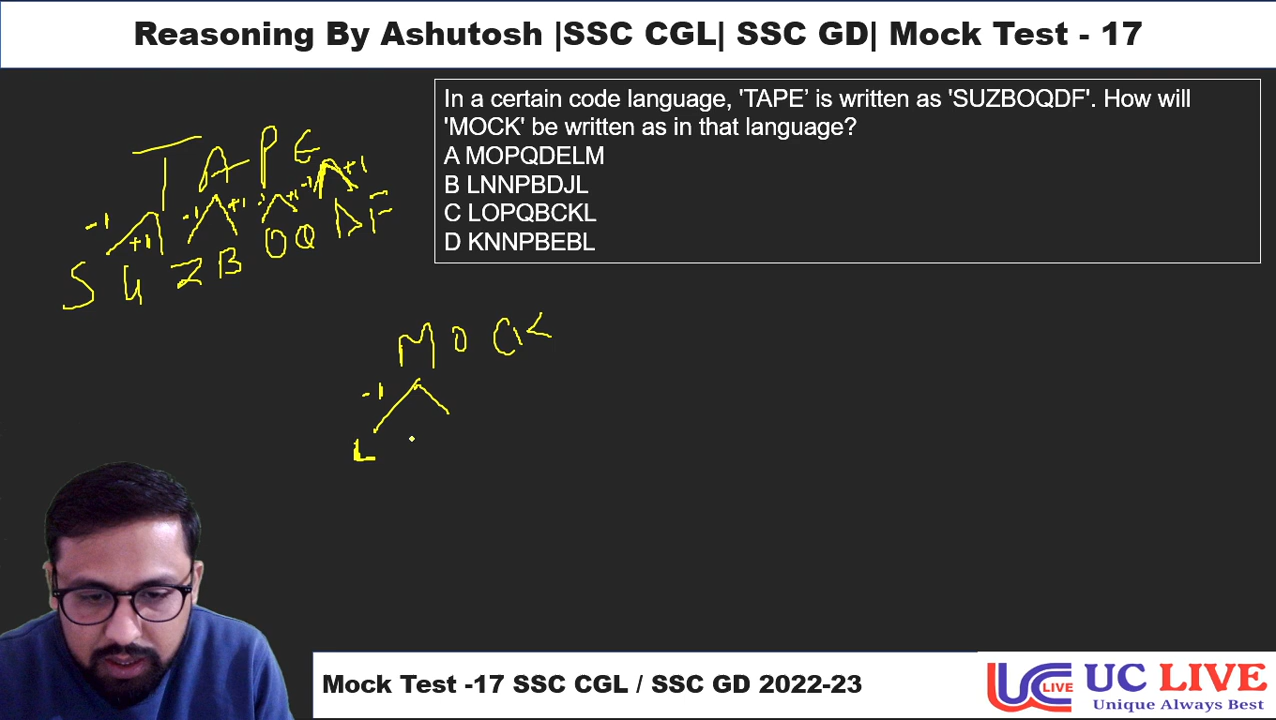 Reasoning By Ashutosh |SSC CGL| SSC GD| Mock Test - 17
In a certain code language, 'TAPE’ is written as 'SUZBOQDF'. How will
'MOCK' be written as in that language?
A MOPQDELM
B LNNPBDJL
C LOPQBCKL
D KNNPBEBL
TAPE
-1 +1 -1 +1 -1 +1 -1 +1
S U Z B O Q D F
MOCK
-1
L
Mock Test -17 SSC CGL / SSC GD 2022-23
UC LIVE UC LIVE
Unique Always Best